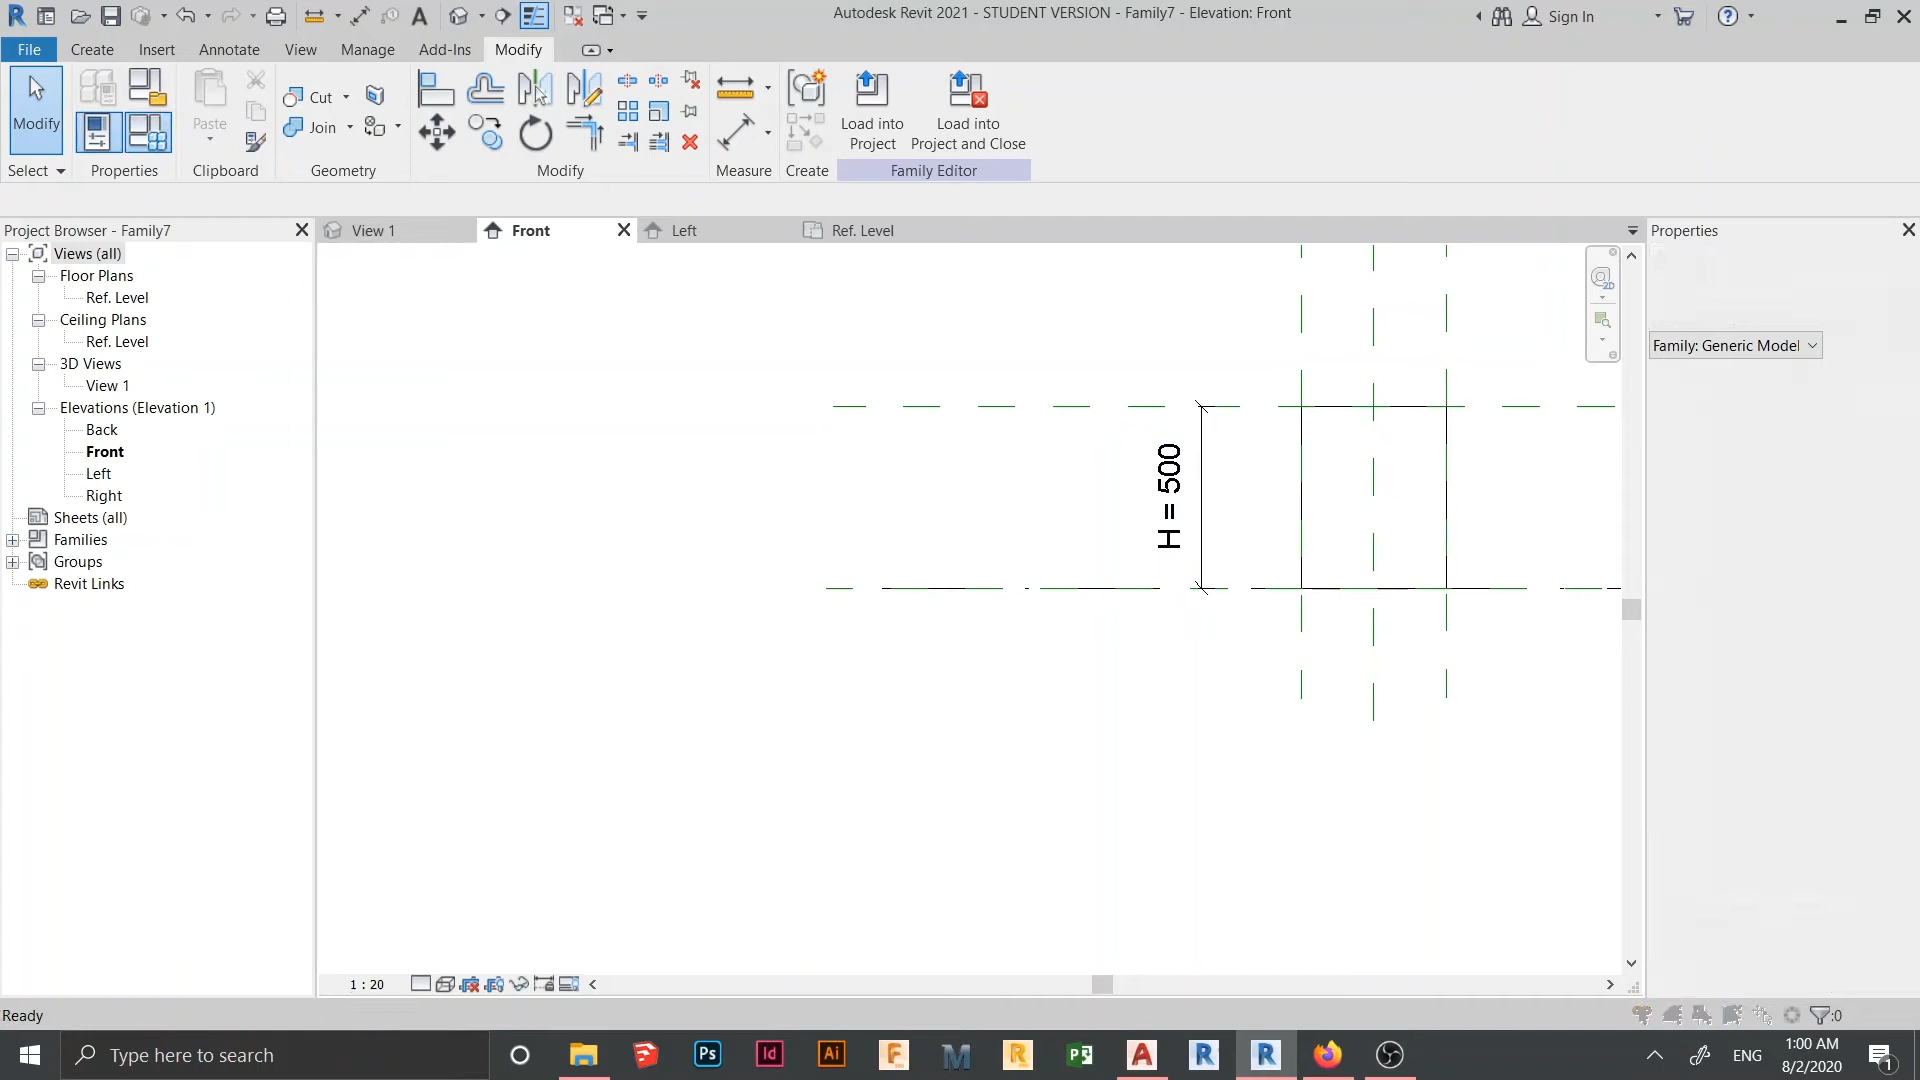 Autodesk Revit 2021 - STUDENT VERSION - Family7 - Elevation: Front
Sign In
File Create Insert Annotate View Manage Add-Ins Modify
Modify
Paste
Cut
Join
Load into Project
Load into Project and Close
Select Properties Clipboard Geometry Modify Measure Create Family Editor
Project Browser - Family7
View 1
Front
Left
Ref. Level
Properties
Views (all)
Floor Plans
Ref. Level
Ceiling Plans
Ref. Level
3D Views
View 1
Elevations (Elevation 1)
Back
Front
Left
Right
Sheets (all)
Families
Groups
Revit Links
H = 500
2D
Family: Generic Model
1 : 20
Ready
:0
Type here to search
Ps
Id
Ai
ENG
1:00 AM
8/2/2020
1